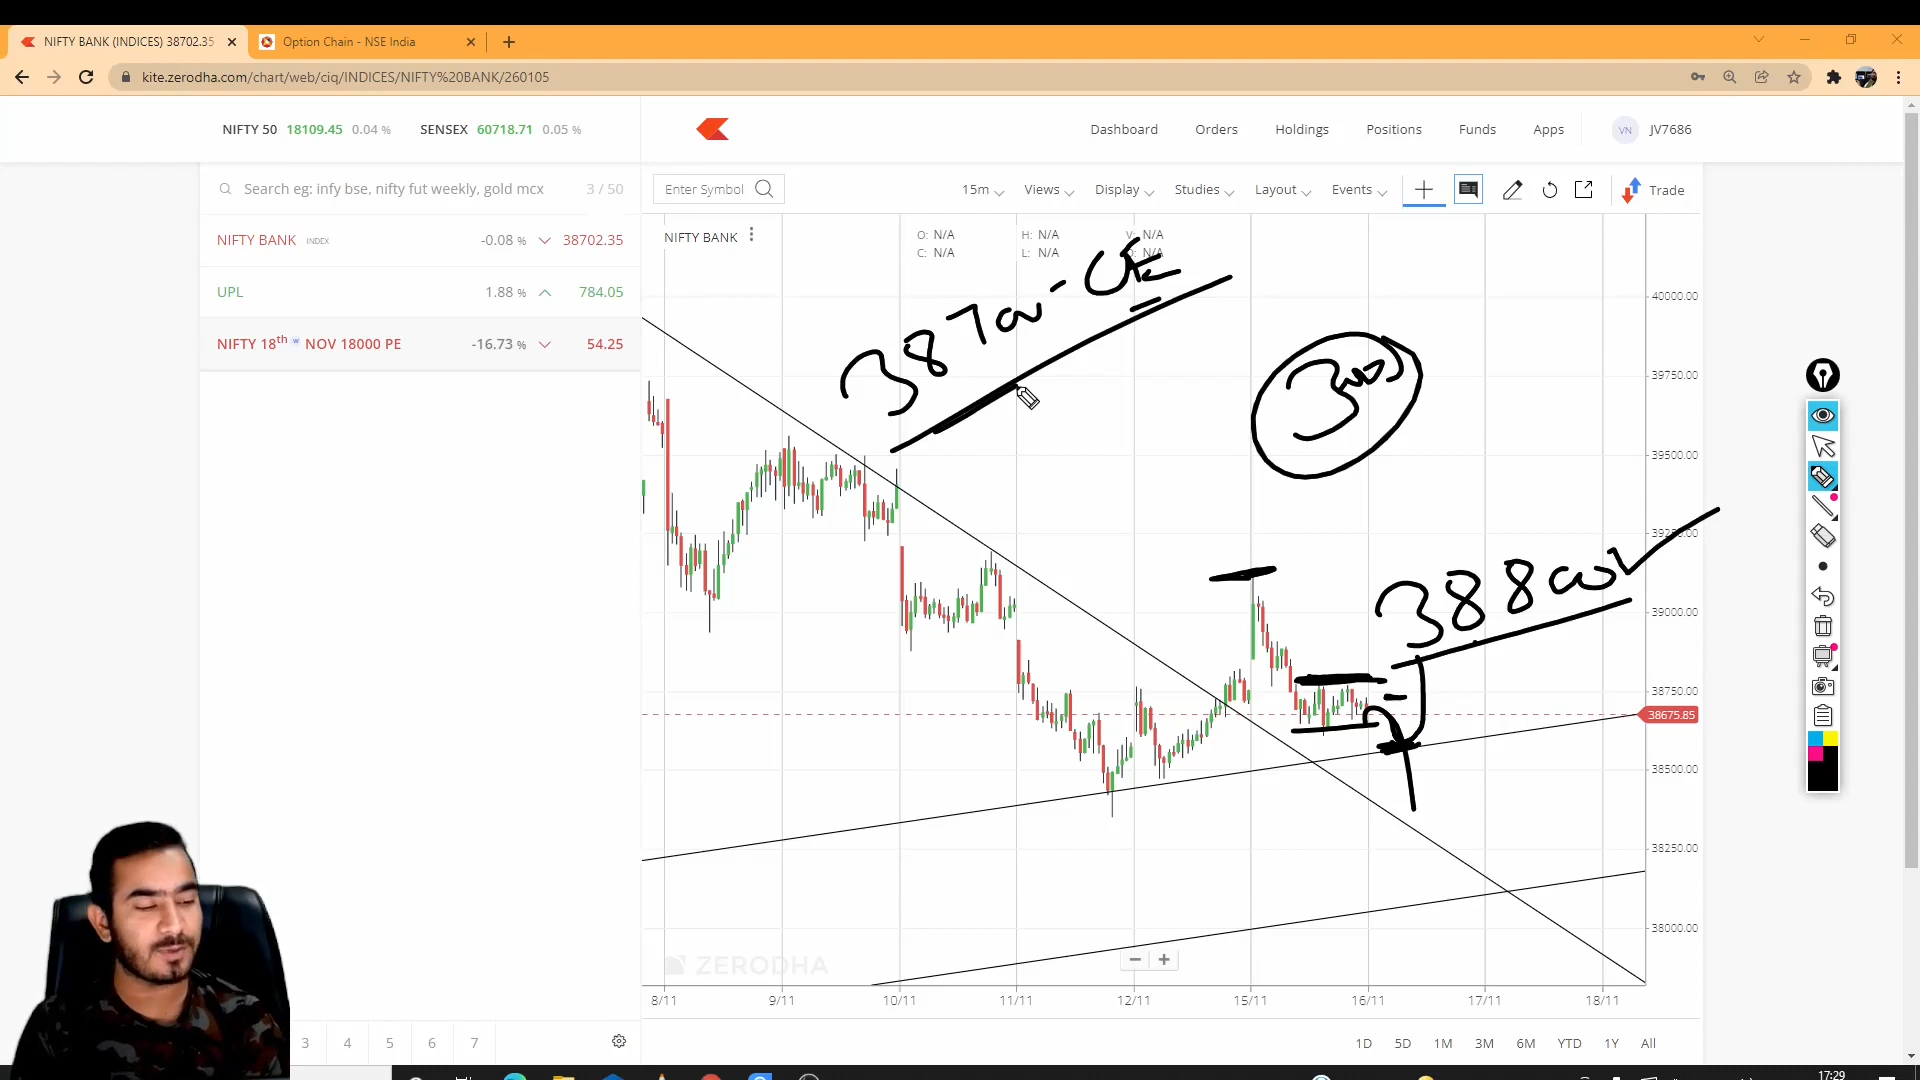 NIFTY BANK (INDICES) 38702.35
Option Chain - NSE India
kite.zerodha.com/chart/web/ciq/INDICES/NIFTY%20BANK/260105
NIFTY 50 18109.45 0.04 % SENSEX 60718.71 0.05 %
Dashboard Orders Holdings Positions Funds Apps VN JV7686
Search eg: infy bse, nifty fut weekly, gold mcx 3 / 50
NIFTY BANK INDEX -0.08 % 38702.35
UPL 1.88 % 784.05
NIFTY 18th w NOV 18000 PE -16.73 % 54.25
Enter Symbol 15m Views Display Studies Layout Events Trade
NIFTY BANK
O: N/A H: N/A V: N/A
C: N/A L: N/A N/A
38700 - CE
38800
40000.00
39750.00
39500.00
39000.00
38750.00
38675.85
38500.00
38250.00
38000.00
ZERODHA
8/11 9/11 10/11 11/11 12/11 15/11 16/11 17/11 18/11
3 4 5 6 7
1D 5D 1M 3M 6M YTD 1Y All
17:29